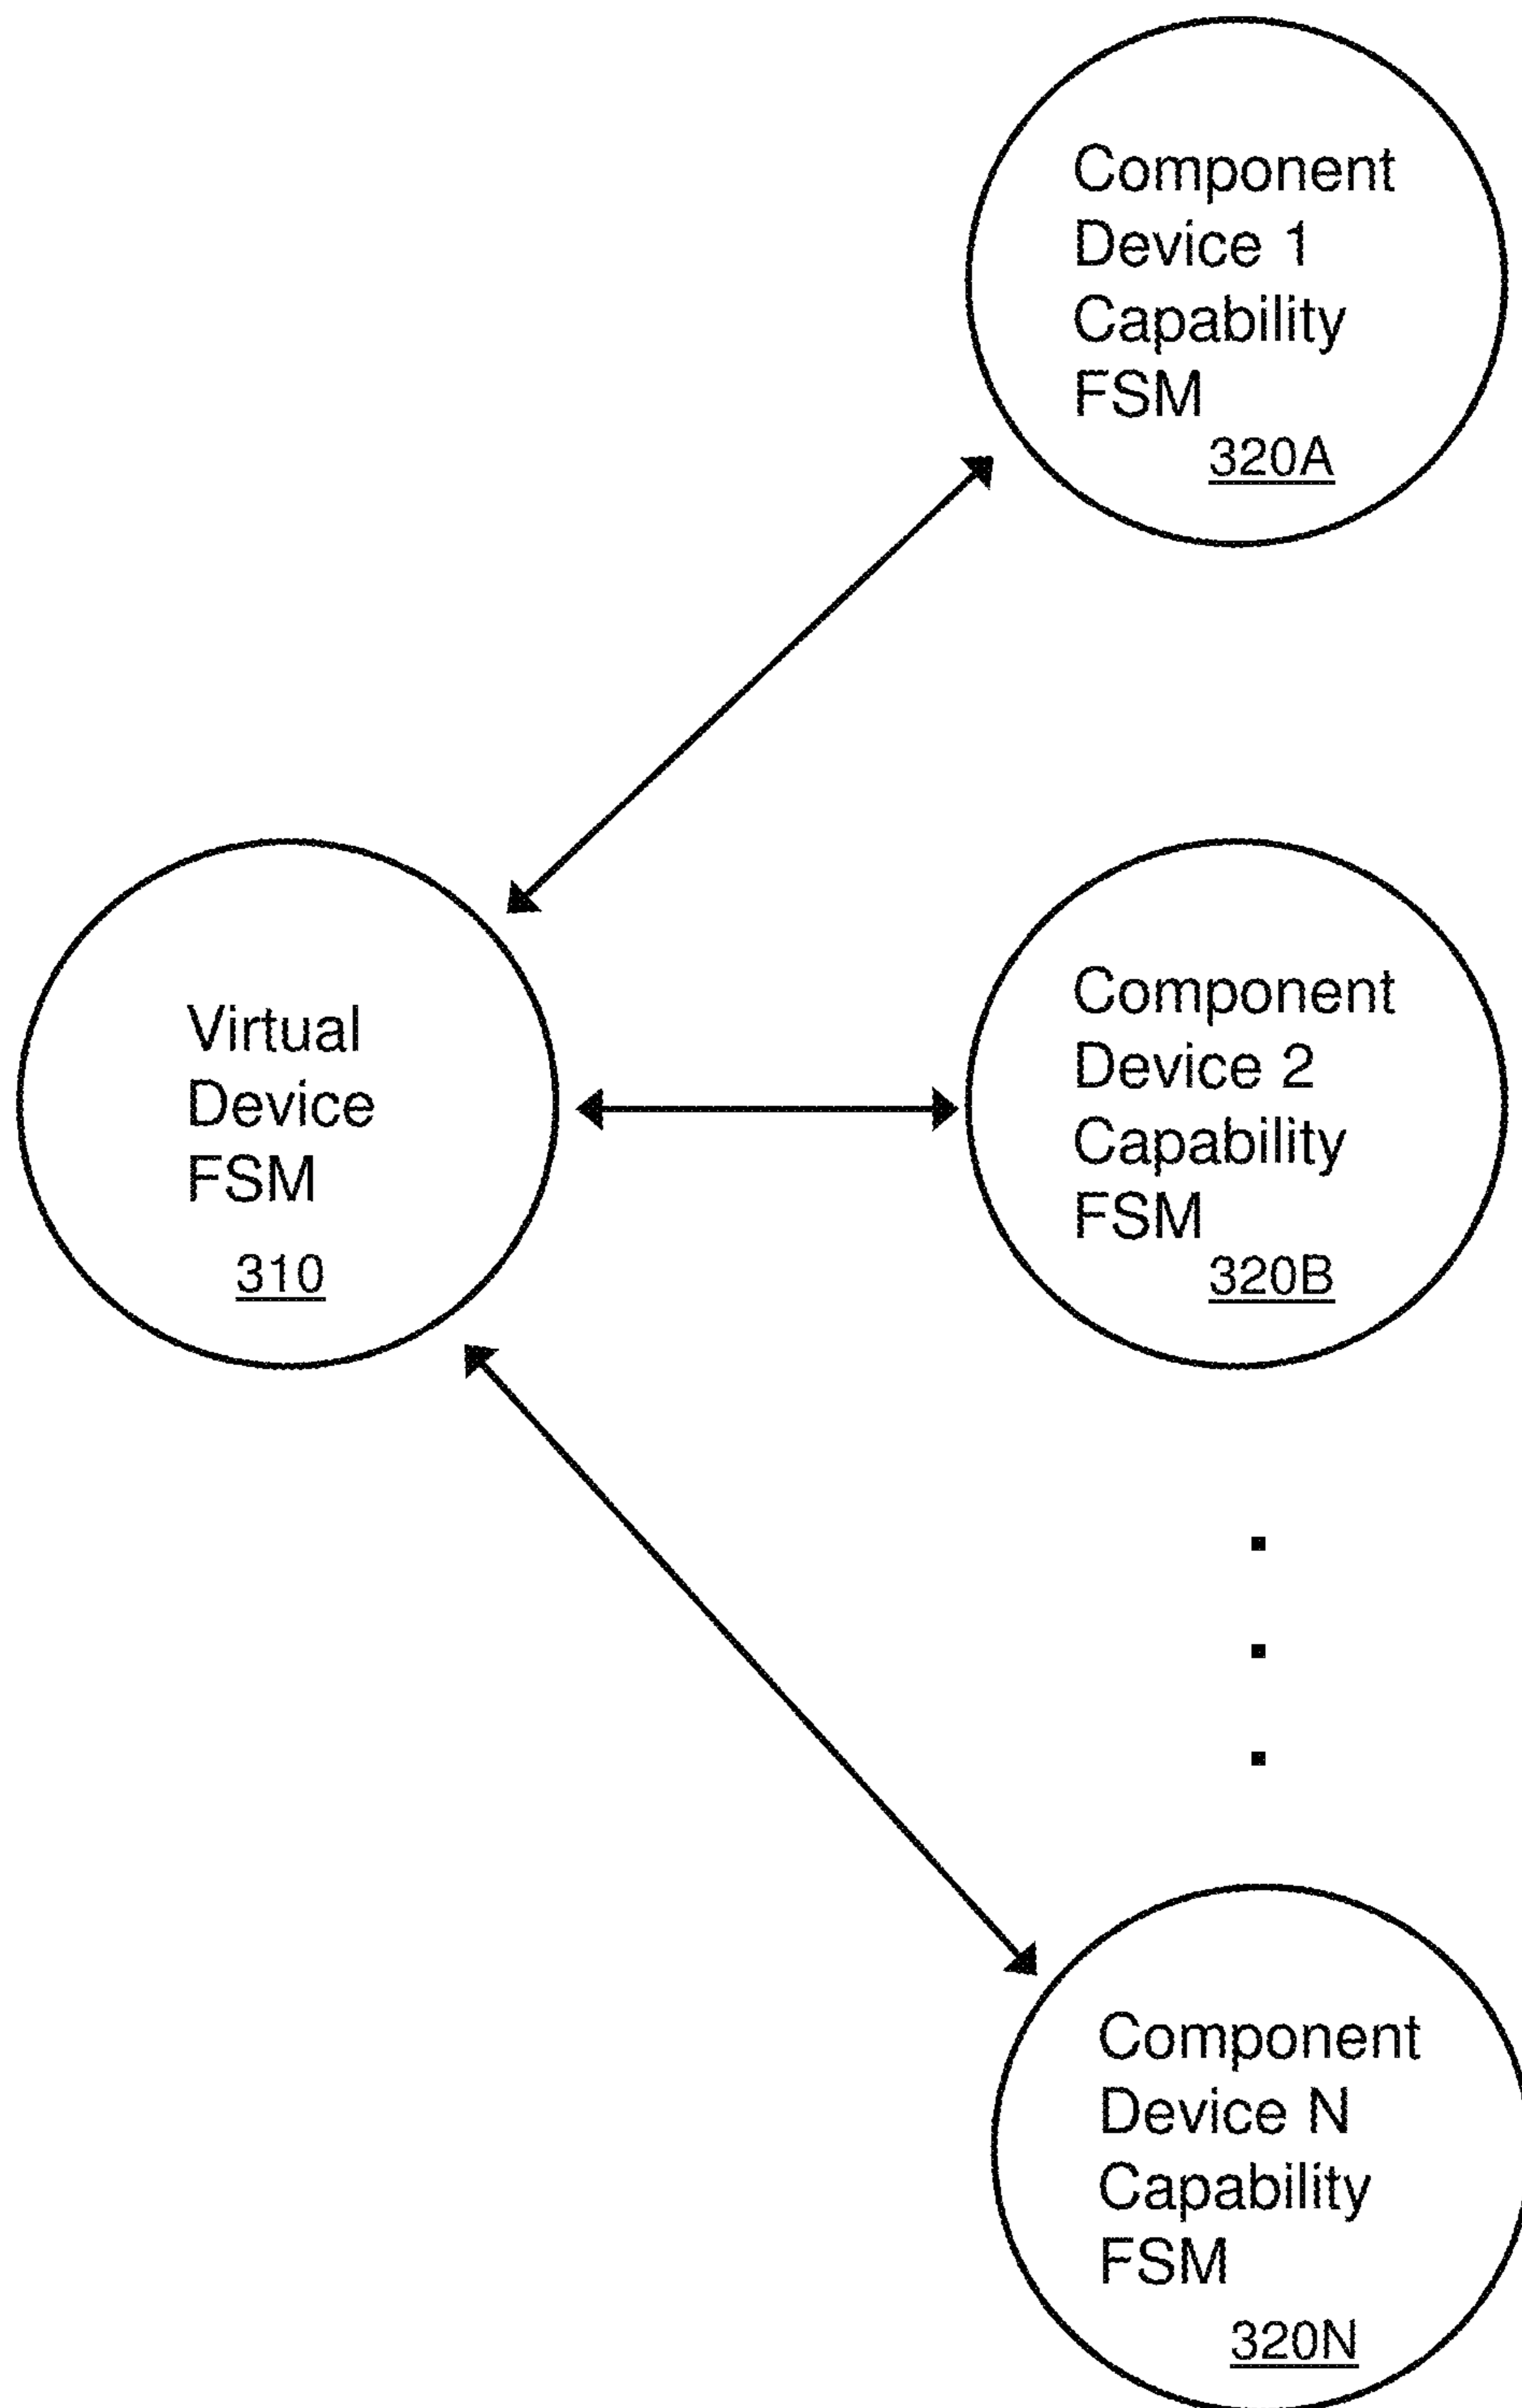 Component
Device 1
Capability
FSM
320A
Virtual
Device
FSM
310
Component
Device 2
Capability
FSM
320B
Component
Device N
Capability
FSM
320N